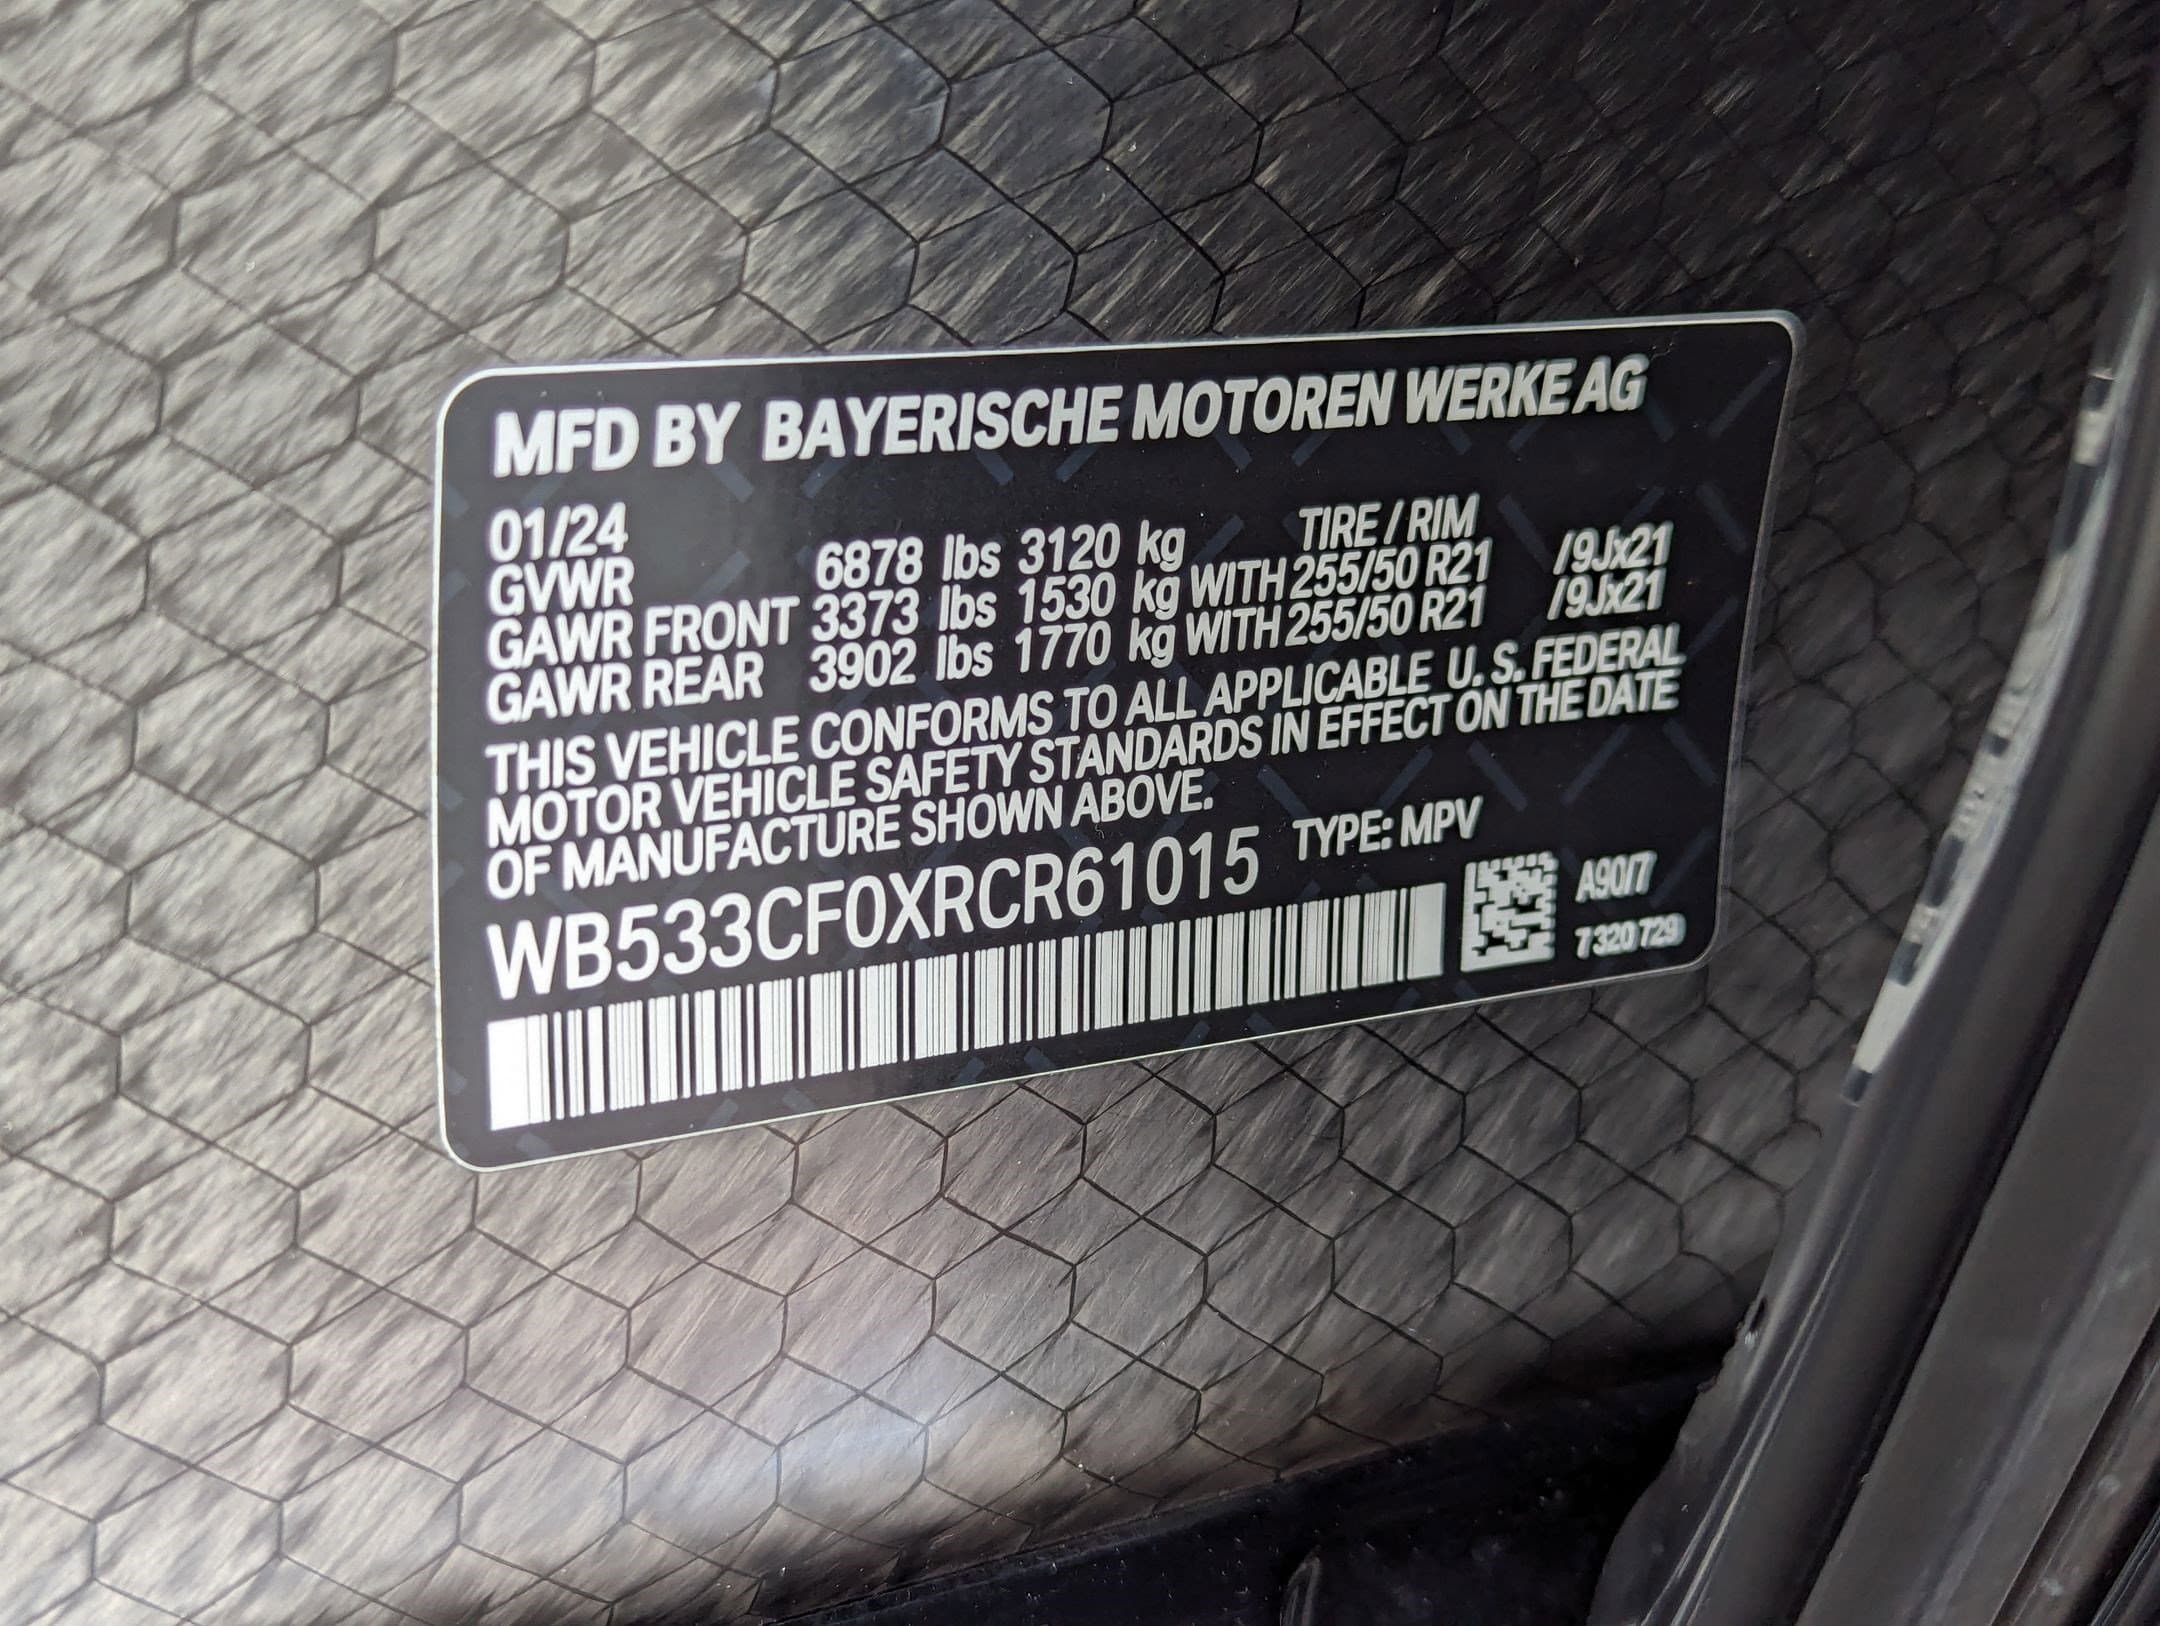 MFD BY BAYERISCHE MOTOREN WERKE AG
01/24 TIRE / RIM
GVWR 6878 lbs 3120 kg
GAWR FRONT 3373 lbs 1530 kg WITH 255/50 R21 /9Jx21
GAWR REAR 3902 lbs 1770 kg WITH 255/50 R21 /9Jx21
THIS VEHICLE CONFORMS TO ALL APPLICABLE U. S. FEDERAL
MOTOR VEHICLE SAFETY STANDARDS IN EFFECT ON THE DATE
OF MANUFACTURE SHOWN ABOVE.
WB533CF0XRCR61015 TYPE: MPV
A90/7
7 320 729